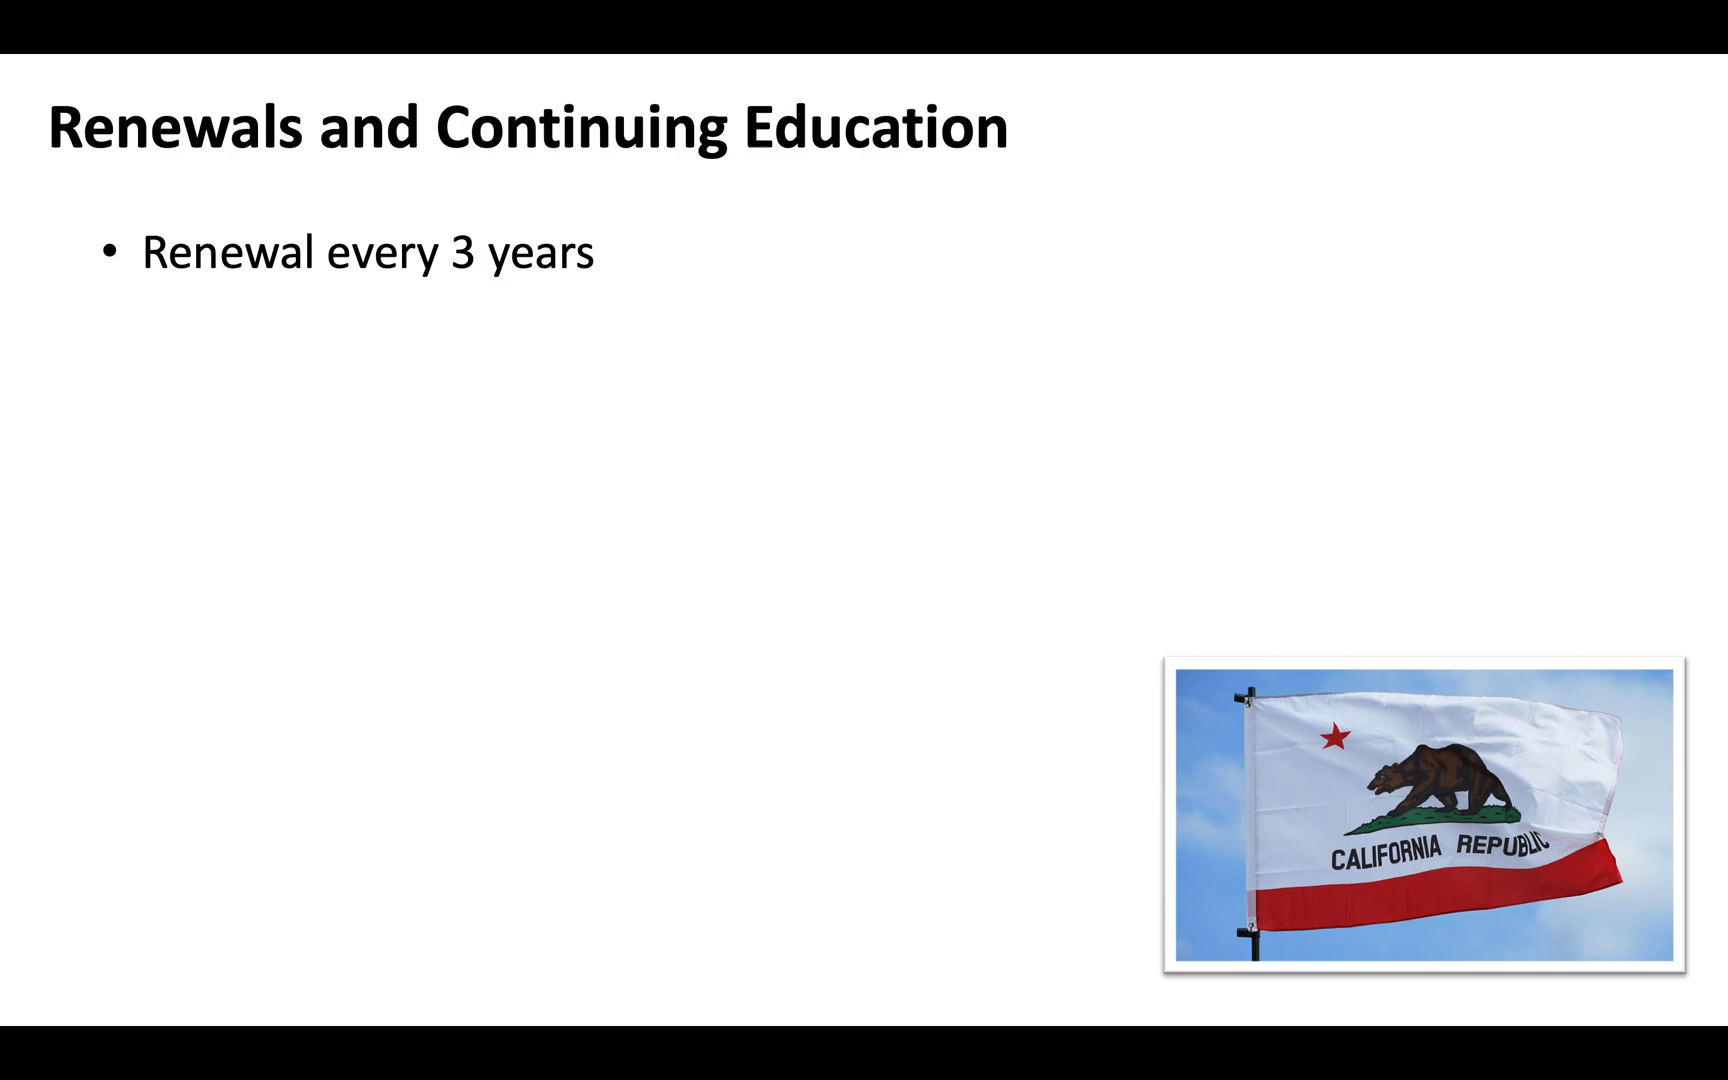 Renewals and Continuing Education
• Renewal every 3 years
CALIFORNIA REPUBLIC